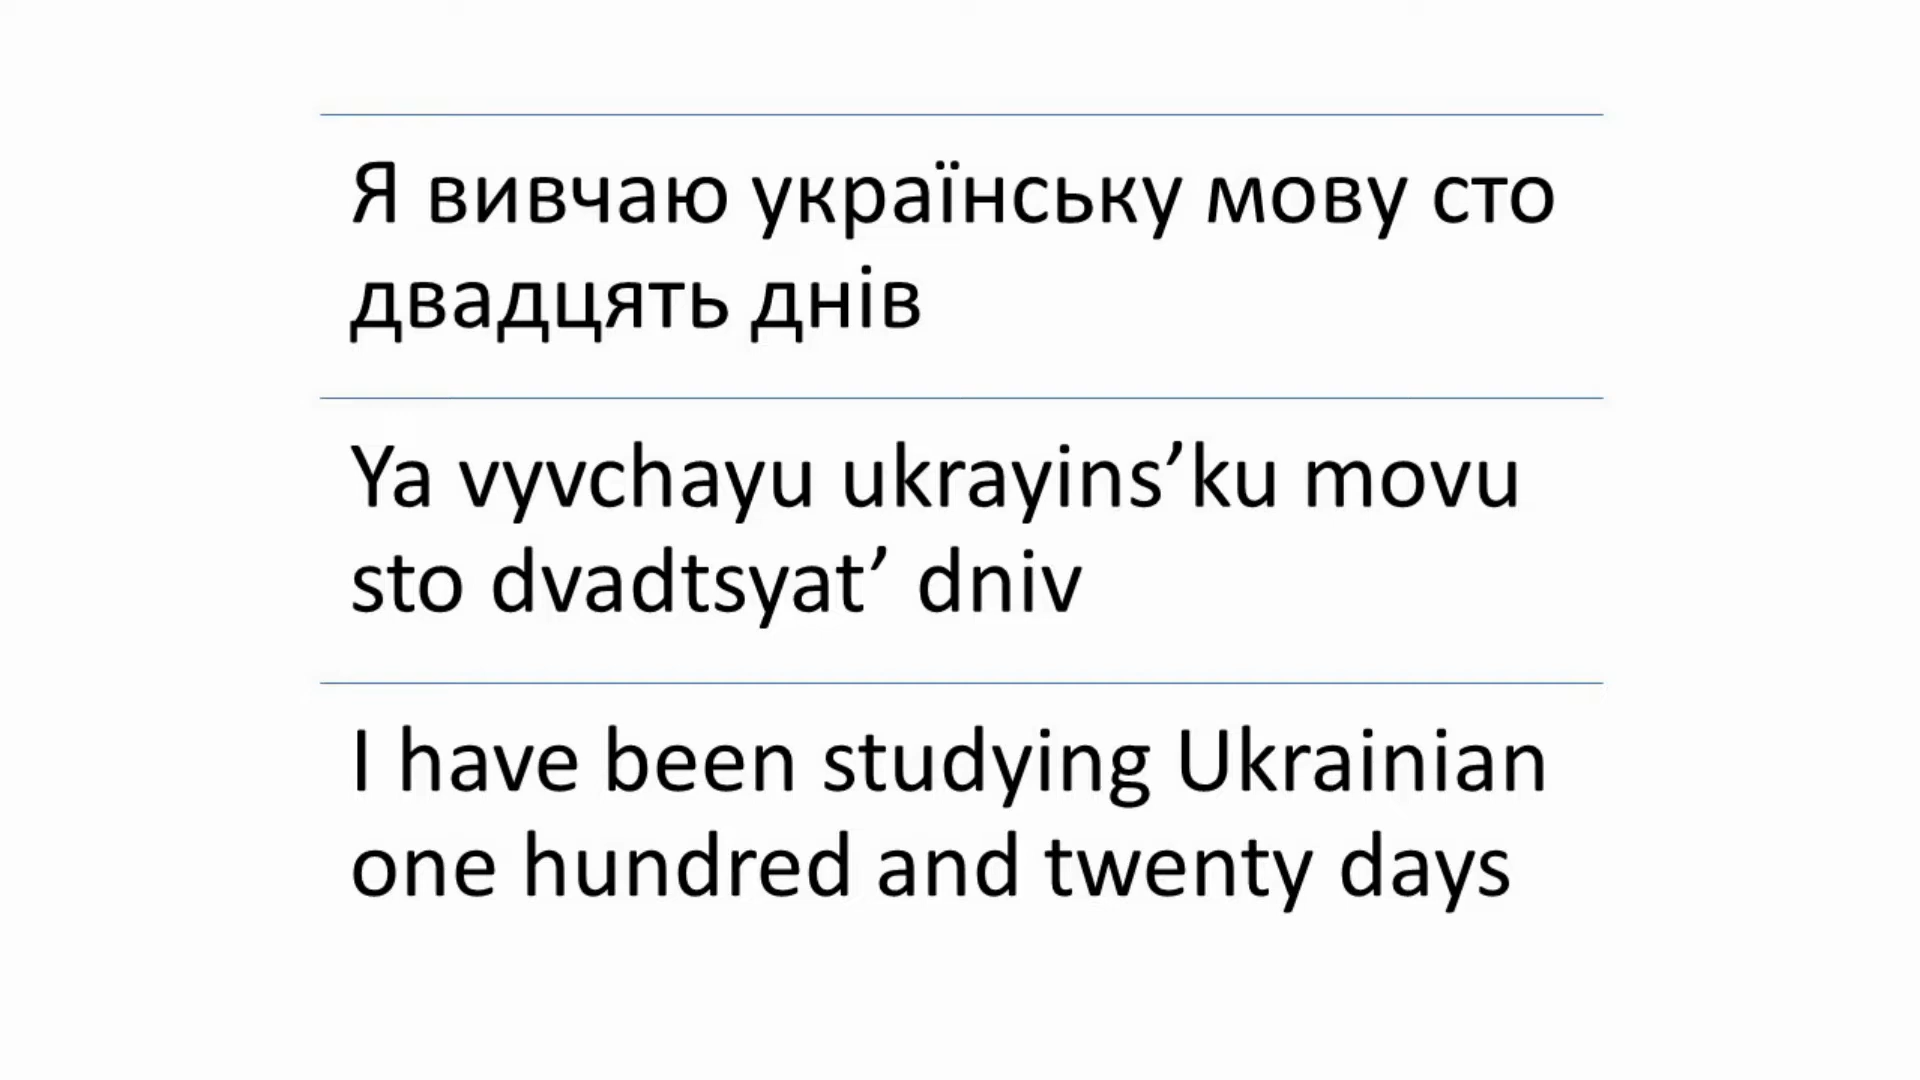 Я вивчаю українську мову сто
двадцять днів
Ya vyvchayu ukrayins’ku movu
sto dvadtsyat’ dniv
I have been studying Ukrainian
one hundred and twenty days